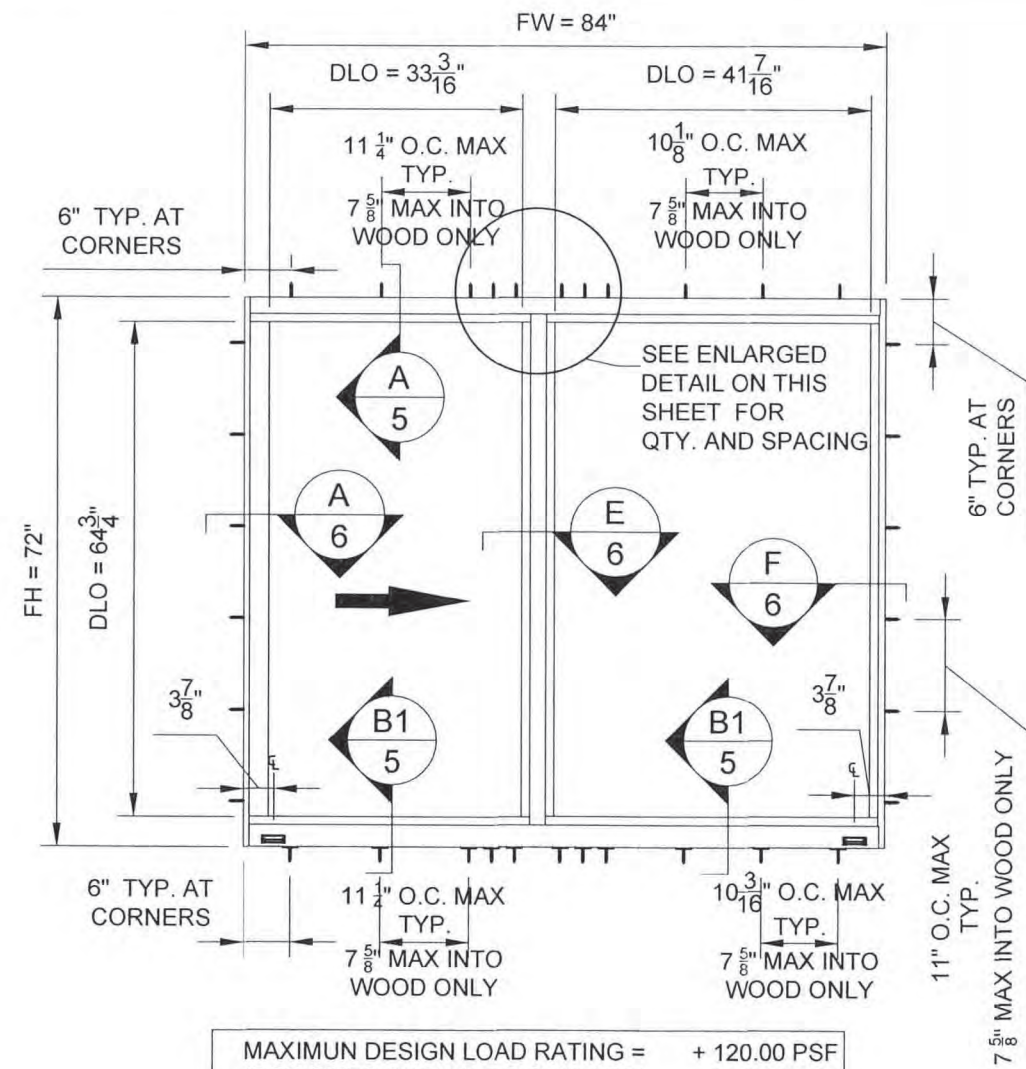 FW = 84"
DLO = 33 3/16"
DLO = 41 7/16"
11 1/4" O.C. MAX
TYP.
7 5/8" MAX INTO
WOOD ONLY
10 1/8" O.C. MAX
TYP.
7 5/8" MAX INTO
WOOD ONLY
6" TYP. AT
CORNERS
SEE ENLARGED
DETAIL ON THIS
SHEET FOR
QTY. AND SPACING
6" TYP. AT
CORNERS
A
5
A
6
E
6
F
6
FH = 72"
DLO = 64 3/4"
3 7/8"
3 7/8"
B1
5
B1
5
℄
℄
6" TYP. AT
CORNERS
11 1/4" O.C. MAX
TYP.
7 5/8" MAX INTO
WOOD ONLY
10 3/16" O.C. MAX
TYP.
7 5/8" MAX INTO
WOOD ONLY
11" O.C. MAX
TYP.
7 5/8" MAX INTO WOOD ONLY
MAXIMUN DESIGN LOAD RATING = + 120.00 PSF